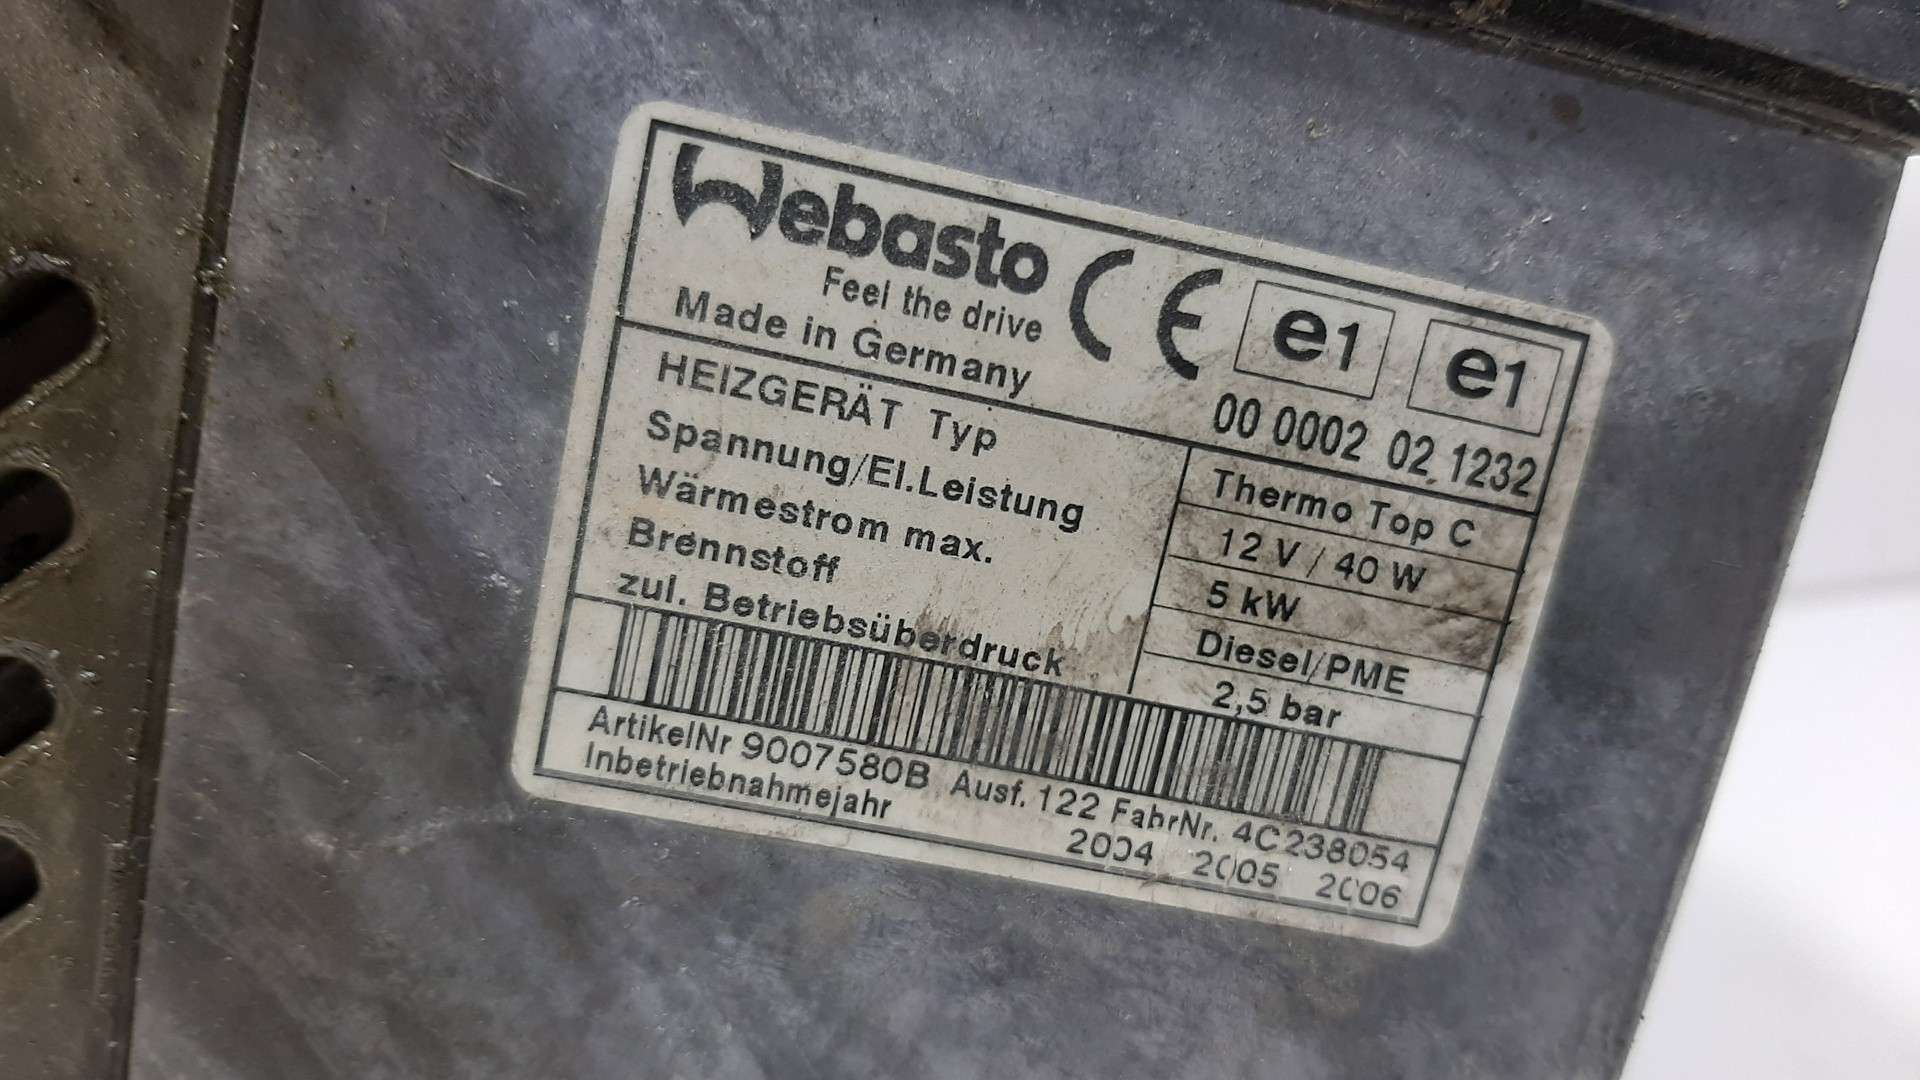 Webasto
Feel the drive
Made in Germany
CE e1 e1
00 0002 02 1232
HEIZGERÄT Typ Thermo Top C
Spannung/El.Leistung 12 V / 40 W
Wärmestrom max. 5 kW
Brennstoff Diesel/PME
zul. Betriebsüberdruck 2,5 bar
ArtikelNr 9007580B Ausf. 122 FahrNr. 4C238054
Inbetriebnahmejahr 2004 2005 2006